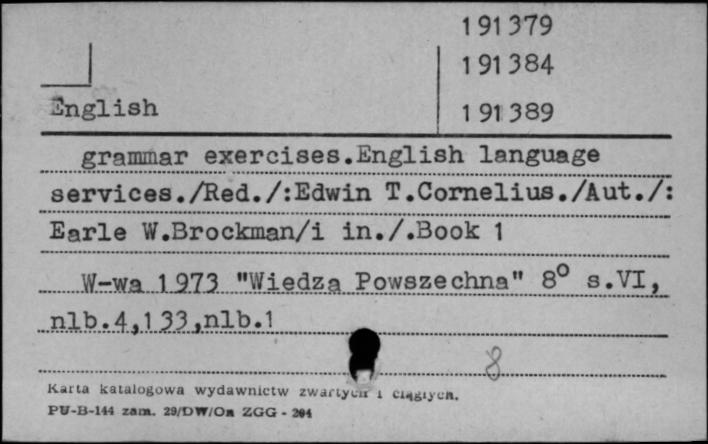 191379
191384
English 191389
grammar exercises.English language
services./Red./:Edwin T.Cornelius./Aut./:
Earle W.Brockman/i in./.Book 1
W-wa 1973 "Wiedza Powszechna" 8° s.VI,
nlb.4,133,nlb.1
8
Karta katalogowa wydawnictw zwartych i ciągłych.
PU-B-144 zam. 29/DW/On ZGG - 204